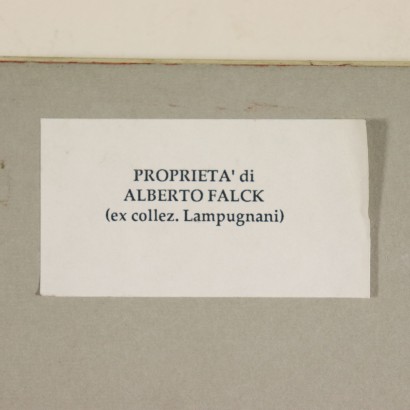 PROPRIETA' di
ALBERTO FALCK
(ex collez. Lampugnani)